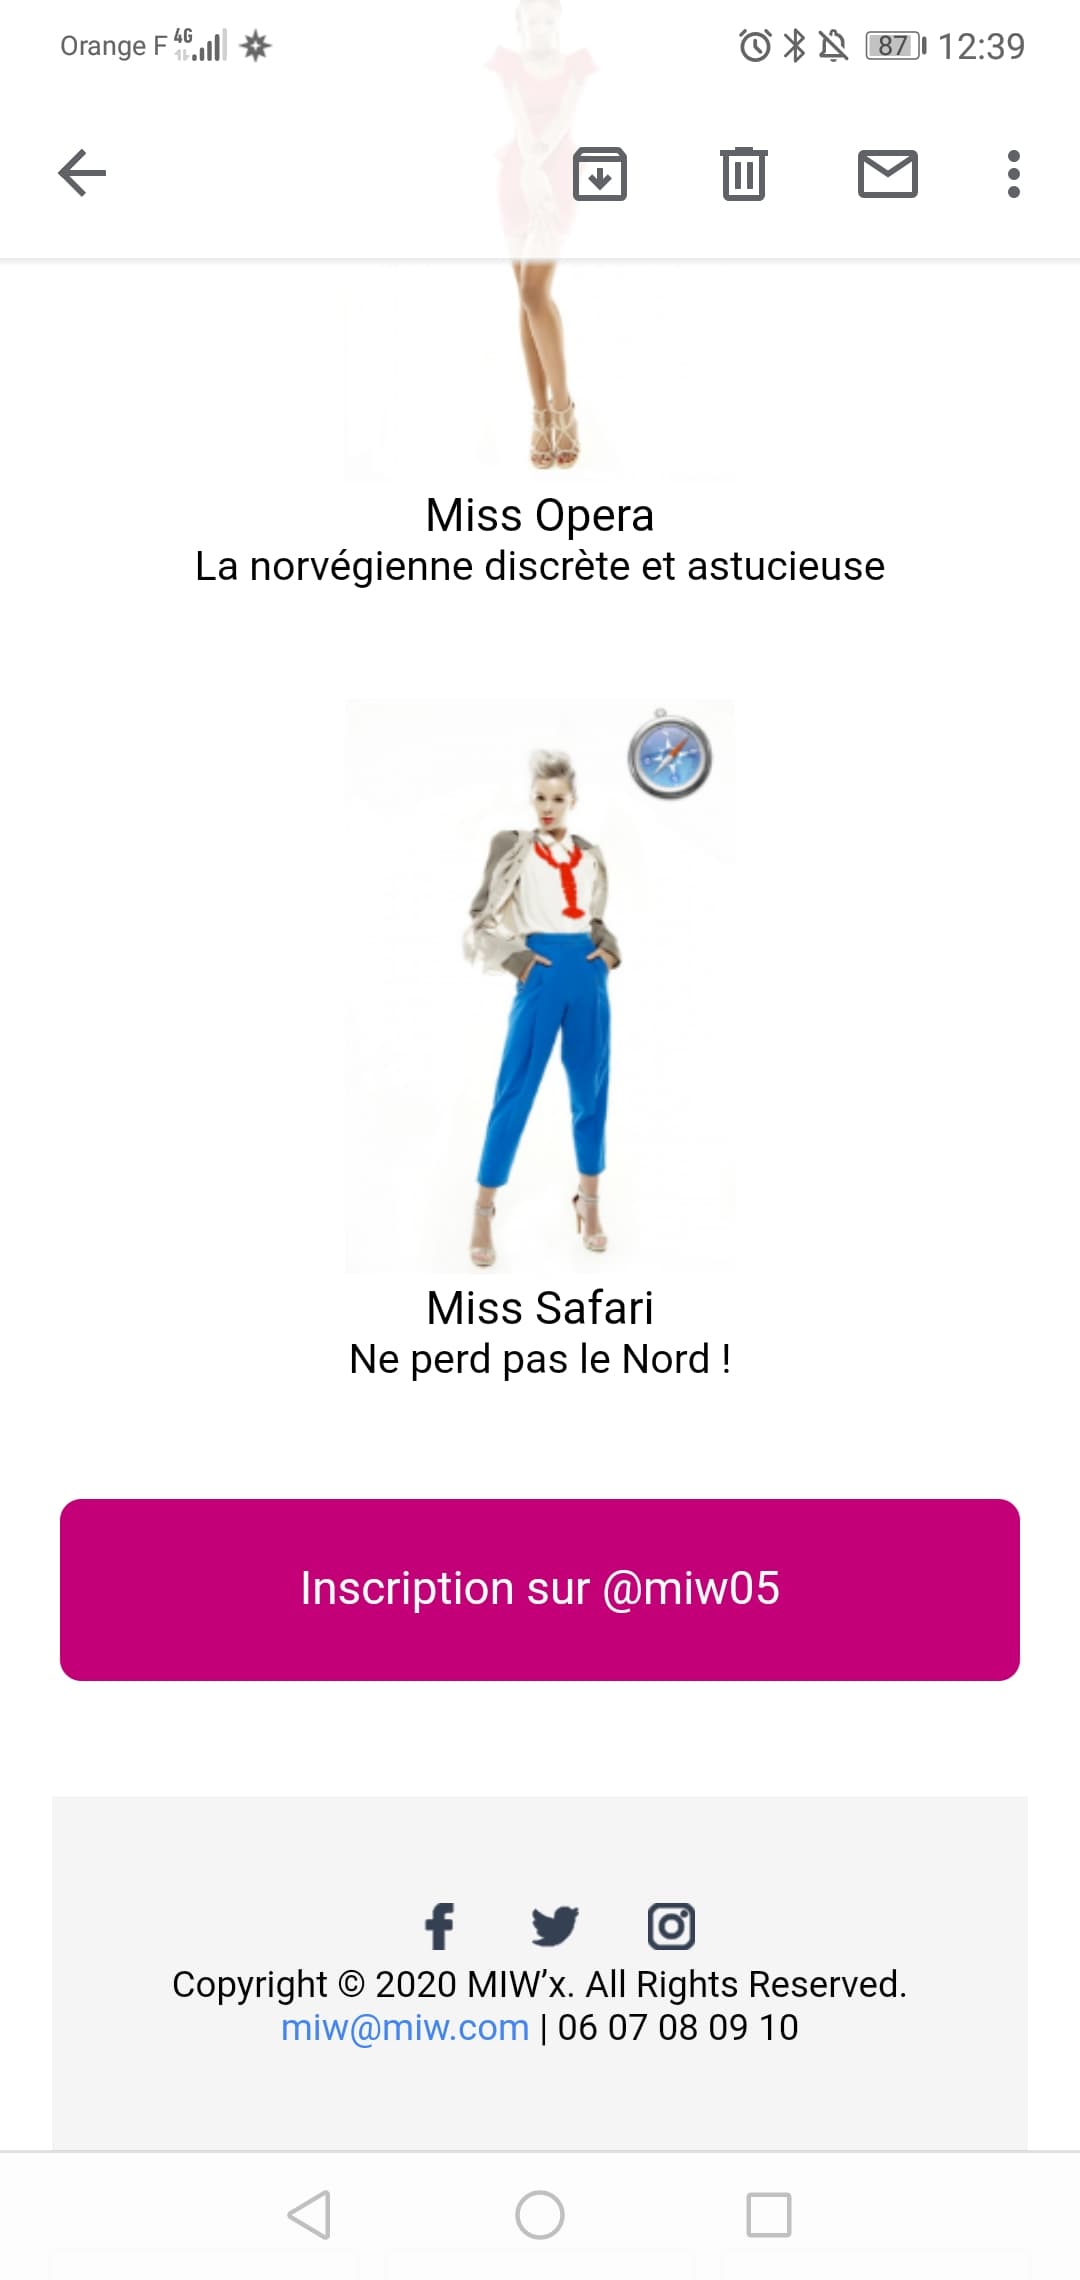 Orange F 4G 87 12:39
Miss Opera
La norvégienne discrète et astucieuse
Miss Safari
Ne perd pas le Nord !
Inscription sur @miw05
Copyright © 2020 MIW’x. All Rights Reserved.
miw@miw.com | 06 07 08 09 10